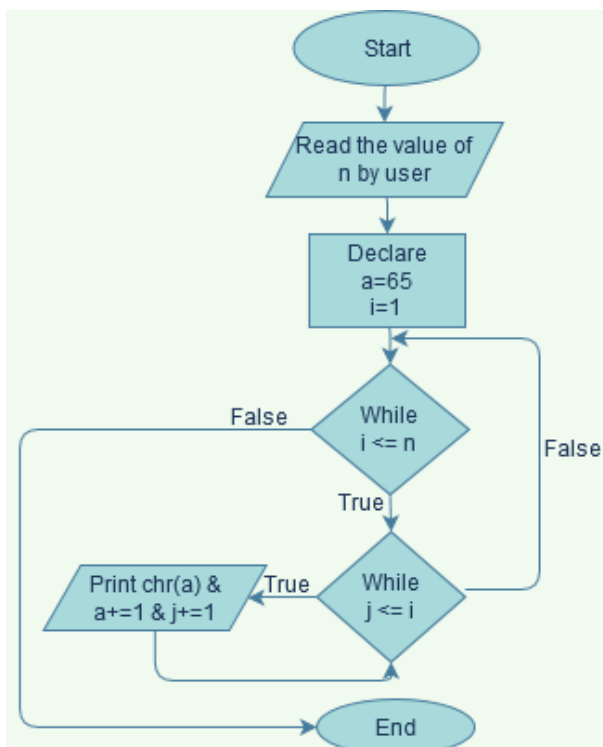 Start
Read the value of
n by user
Declare
a=65
i=1
While
i <= n
False
False
True
While
j <= i
True
Print chr(a) &
a+=1 & j+=1
End